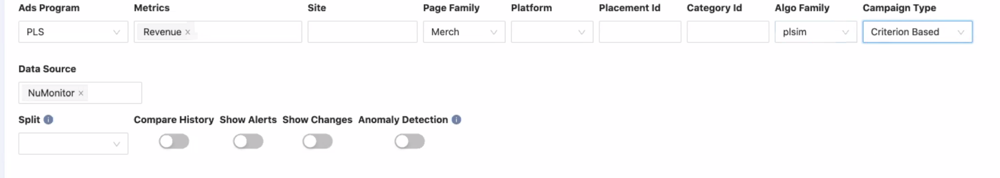 Ads Program Metrics Site Page Family Platform Placement Id Category Id Algo Family Campaign Type
PLS Revenue × Merch plsim Criterion Based
Data Source
NuMonitor ×
Split i Compare History Show Alerts Show Changes Anomaly Detection i